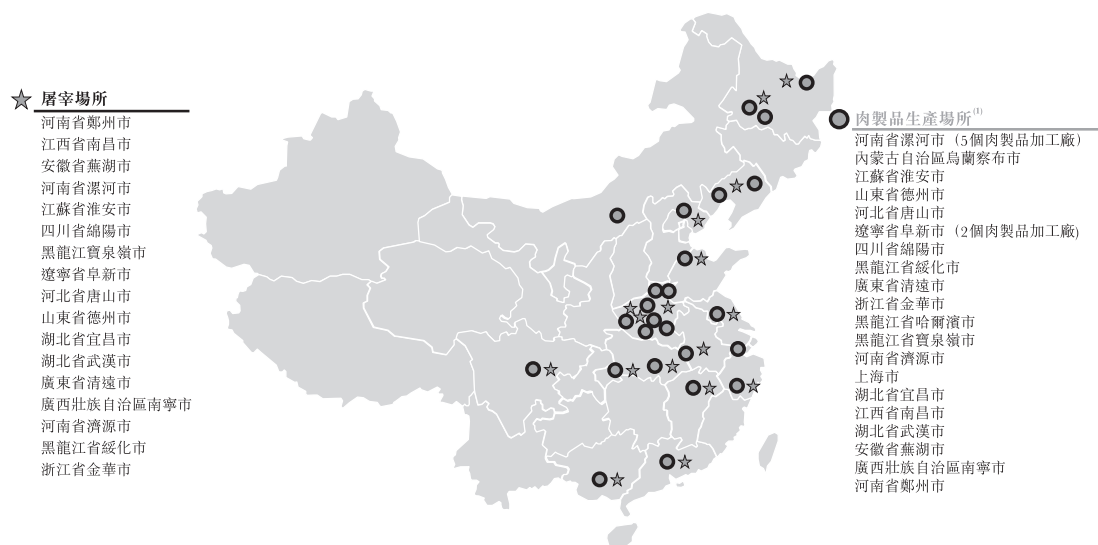 屠宰場所
河南省鄭州市
江西省南昌市
安徽省蕪湖市
河南省漯河市
江蘇省淮安市
四川省綿陽市
黑龍江寶泉嶺市
遼寧省阜新市
河北省唐山市
山東省德州市
湖北省宜昌市
湖北省武漢市
廣東省清遠市
廣西壯族自治區南寧市
河南省濟源市
黑龍江省綏化市
浙江省金華市
肉製品生產場所(1)
河南省漯河市（5個肉製品加工廠）
內蒙古自治區烏蘭察布市
江蘇省淮安市
山東省德州市
河北省唐山市
遼寧省阜新市（2個肉製品加工廠)
四川省綿陽市
黑龍江省綏化市
廣東省清遠市
浙江省金華市
黑龍江省哈爾濱市
黑龍江省寶泉嶺市
河南省濟源市
上海市
湖北省宜昌市
江西省南昌市
湖北省武漢市
安徽省蕪湖市
廣西壯族自治區南寧市
河南省鄭州市